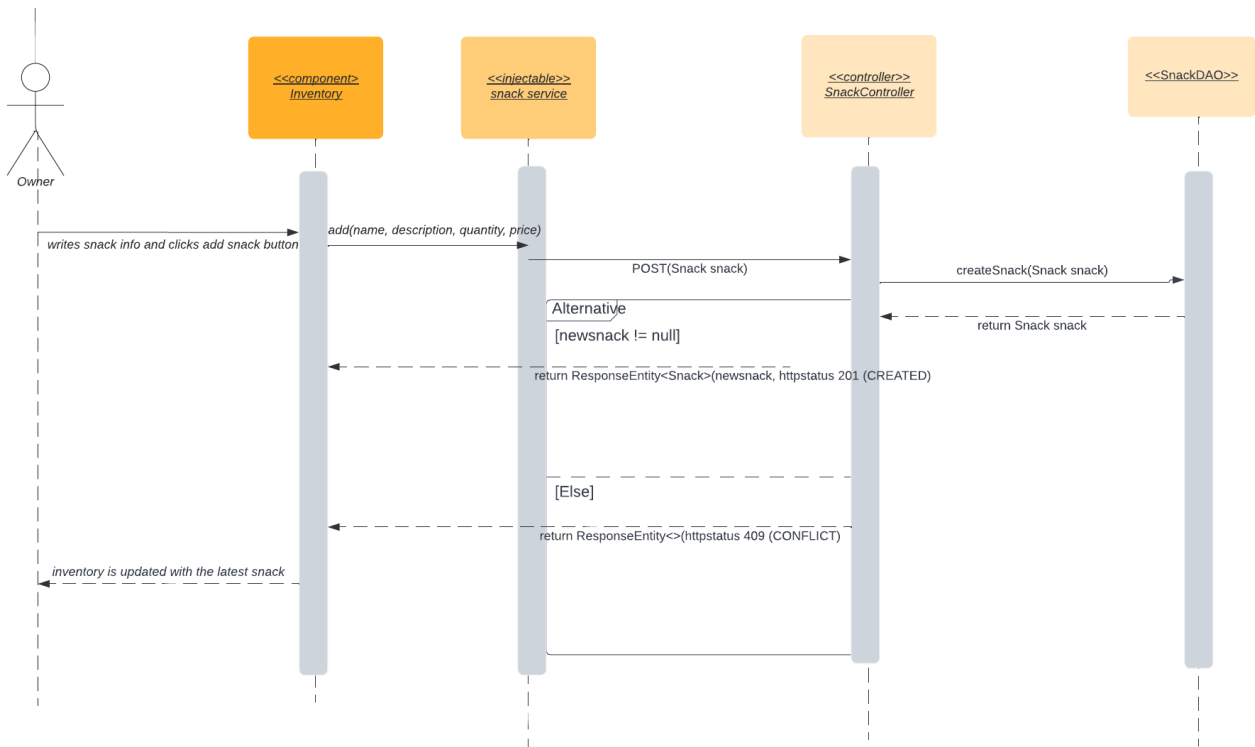 <<component>
Inventory
<<injectable>>
snack service
<<controller>>
SnackController
<<SnackDAO>>
Owner
writes snack info and clicks add snack button
add(name, description, quantity, price)
POST(Snack snack)
createSnack(Snack snack)
Alternative
return Snack snack
[newsnack != null]
return ResponseEntity<Snack>(newsnack, httpstatus 201 (CREATED)
[Else]
return ResponseEntity<>(httpstatus 409 (CONFLICT)
inventory is updated with the latest snack